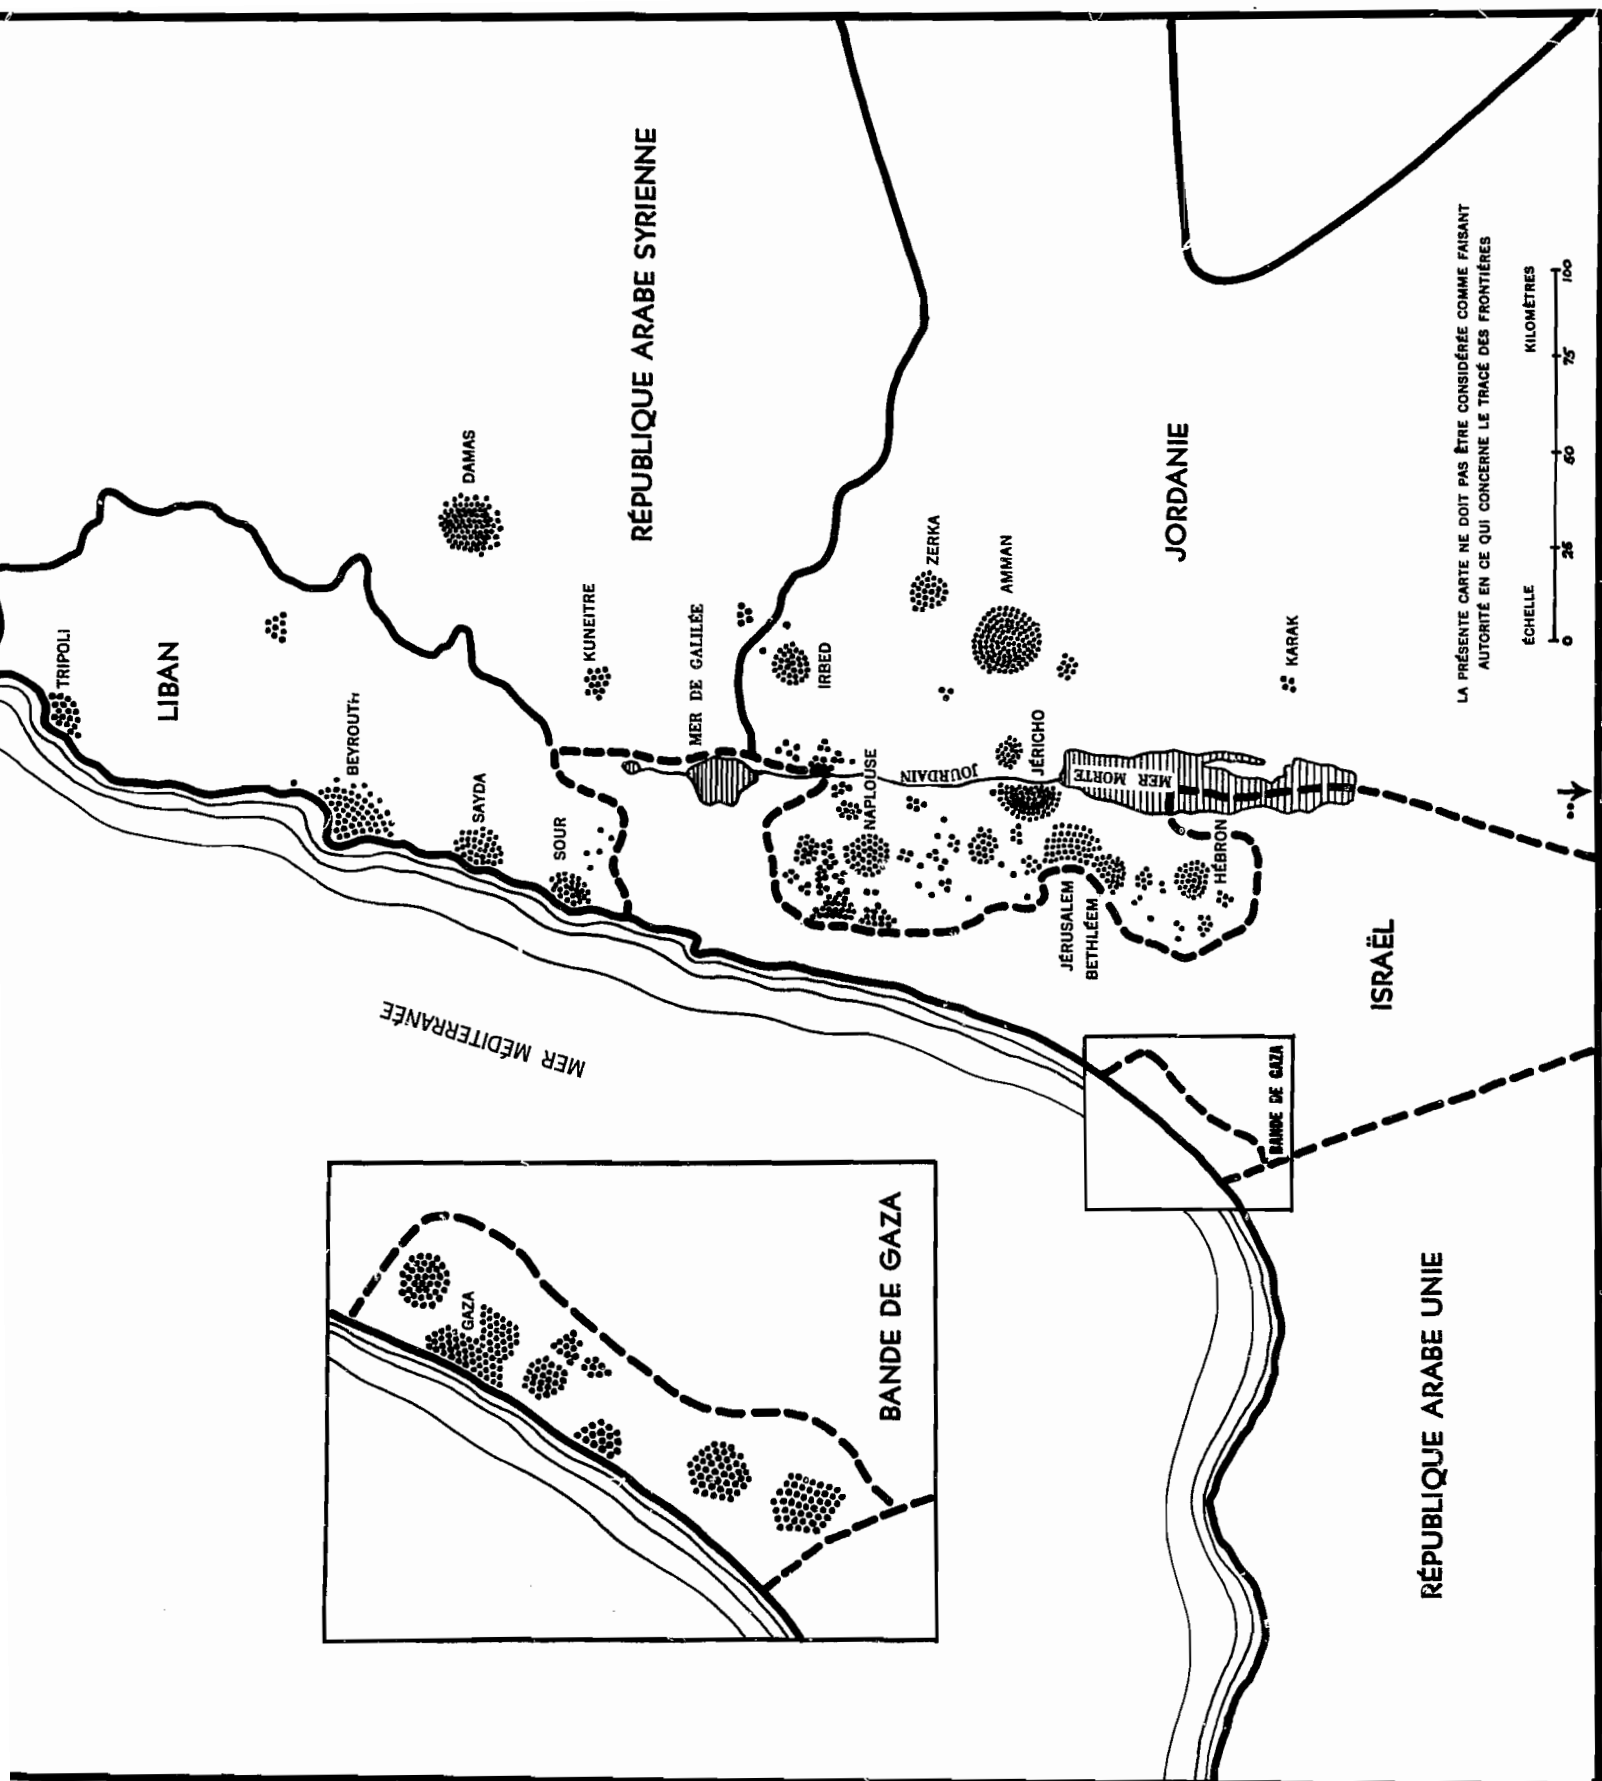 TRIPOLI
LIBAN
BEYROUTH
SAYDA
SOUR
DAMAS
KUNEITRE
RÉPUBLIQUE ARABE SYRIENNE
MER DE GALILÉE
MER MÉDITERRANÉE
IRBED
ZERKA
AMMAN
JORDANIE
NAPLOUSE
JOURDAIN
JÉRICHO
MER MORTE
KARAK
JÉRUSALEM
BETHLÉEM
HÉBRON
ISRAËL
BANDE DE GAZA
RÉPUBLIQUE ARABE UNIE
GAZA
BANDE DE GAZA
LA PRÉSENTE CARTE NE DOIT PAS ÊTRE CONSIDÉRÉE COMME FAISANT
AUTORITÉ EN CE QUI CONCERNE LE TRACÉ DES FRONTIÈRES
ÉCHELLE KILOMÈTRES
0 25 50 75 100